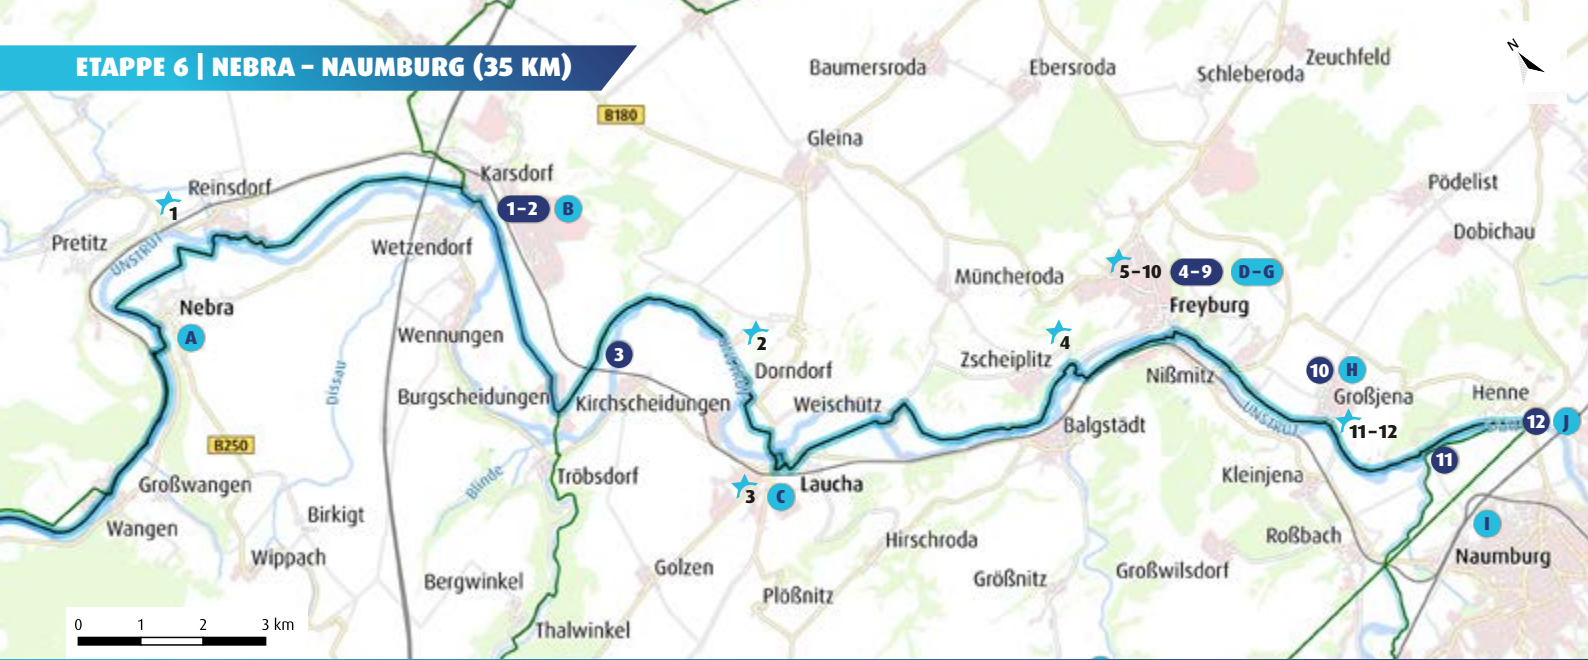 ETAPPE 6 | NEBRA – NAUMBURG (35 KM)
N
Baumersroda
Ebersroda
Schleberoda
Zeuchfeld
B180
Gleina
Karsdorf
1–2 B
Reinsdorf
1
Pretitz
UNSTRUT
Wetzendorf
Pödelist
Dobichau
Müncheroda
5–10 4–9 D–G
Freyburg
Nebra
A
Wennungen
3
UNSTRUT
2
Dorndorf
4
Zscheiplitz
Nißmitz
10 H
Großjena
11–12
Henne
12 J
Dissau
Burgscheidungen
Kirchscheidungen
Weischütz
Balgstädt
UNSTRUT
11
B250
Großwangen
Blinde
Tröbsdorf
3 C Laucha
Kleinjena
Wangen
Birkigt
Wippach
Hirschroda
Roßbach
I
Naumburg
Bergwinkel
Golzen
Plößnitz
Größnitz
Großwilsdorf
Thalwinkel
0 1 2 3 km